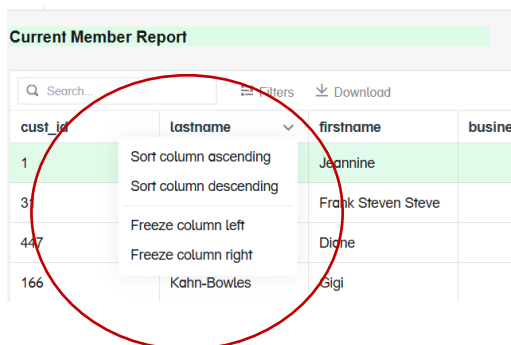 Current Member Report
Search... Filters Download
cust_id lastname firstname busine
Sort column ascending
1 Jeannine
Sort column descending
31 Frank Steven Steve
Freeze column left
447 Diane
Freeze column right
166 Kahn-Bowles Gigi